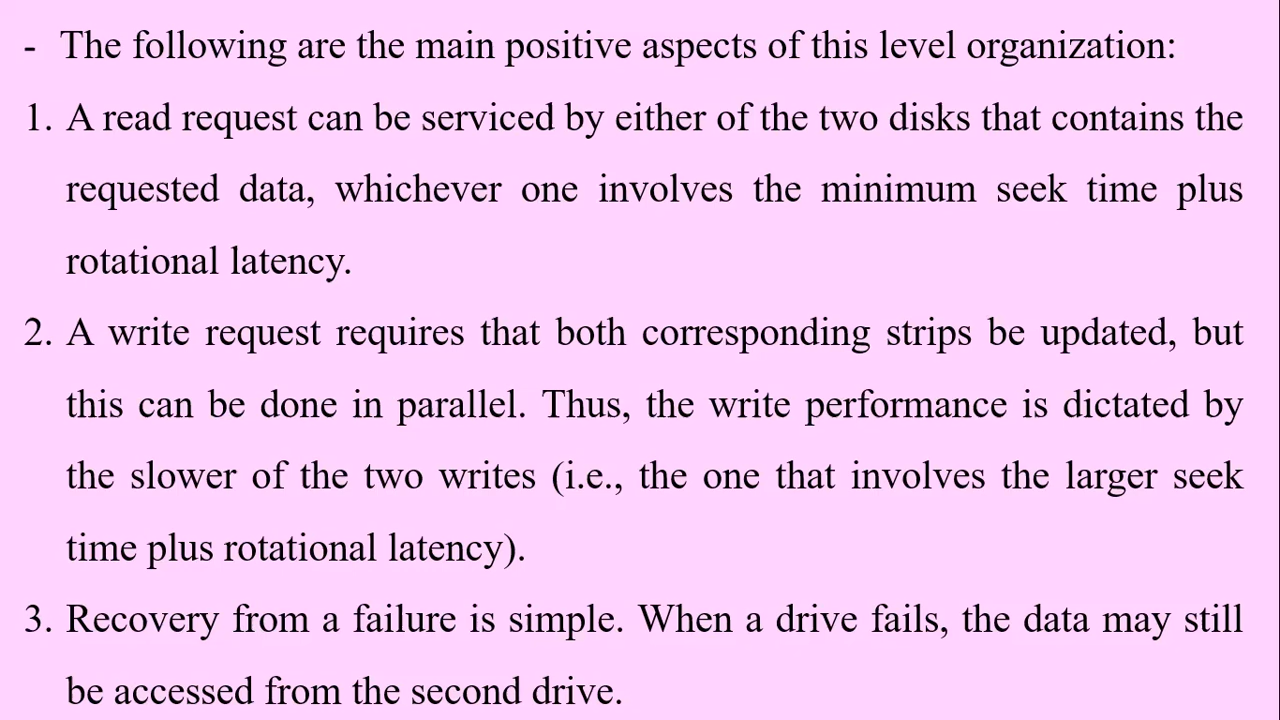 - The following are the main positive aspects of this level organization:
1. A read request can be serviced by either of the two disks that contains the
requested data, whichever one involves the minimum seek time plus
rotational latency.
2. A write request requires that both corresponding strips be updated, but
this can be done in parallel. Thus, the write performance is dictated by
the slower of the two writes (i.e., the one that involves the larger seek
time plus rotational latency).
3. Recovery from a failure is simple. When a drive fails, the data may still
be accessed from the second drive.